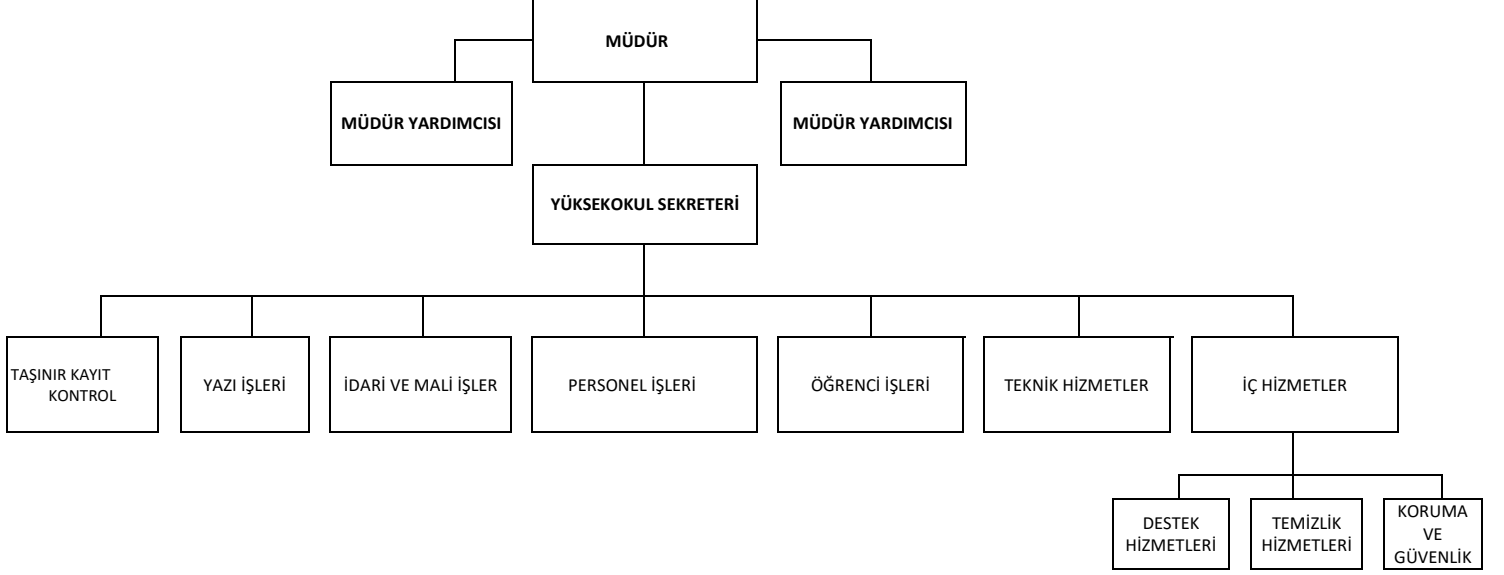 MÜDÜR
MÜDÜR YARDIMCISI
MÜDÜR YARDIMCISI
YÜKSEKOKUL SEKRETERİ
TAŞINIR KAYIT
KONTROL
YAZI İŞLERİ
İDARİ VE MALİ İŞLER
PERSONEL İŞLERİ
ÖĞRENCİ İŞLERİ
TEKNİK HİZMETLER
İÇ HİZMETLER
DESTEK
HİZMETLERİ
TEMİZLİK
HİZMETLERİ
KORUMA
VE
GÜVENLİK